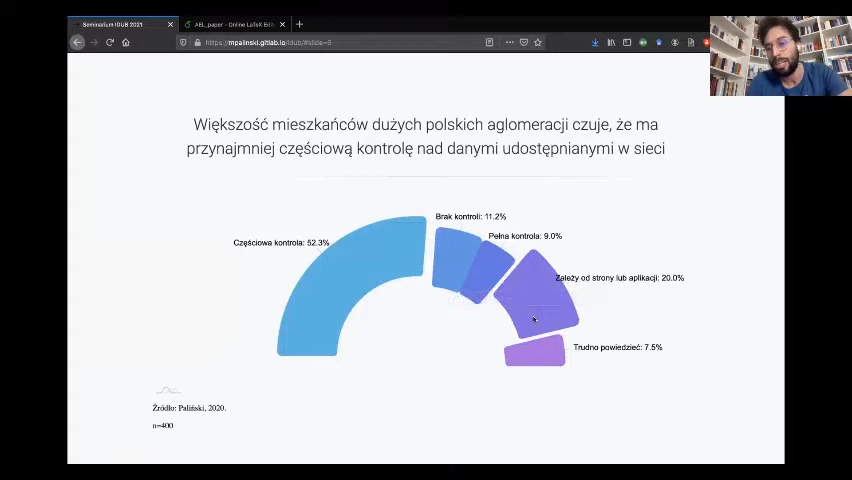 Seminarium IDUB 2021
AEL_paper - Online LaTeX Edit
https://mpalinski.gitlab.io/idub/#slide=6
Większość mieszkańców dużych polskich aglomeracji czuje, że ma
przynajmniej częściową kontrolę nad danymi udostępnianymi w sieci
Brak kontroli: 11.2%
Pełna kontrola: 9.0%
Częściowa kontrola: 52.3%
Zależy od strony lub aplikacji: 20.0%
Trudno powiedzieć: 7.5%
Źródło: Paliński, 2020.
n=400